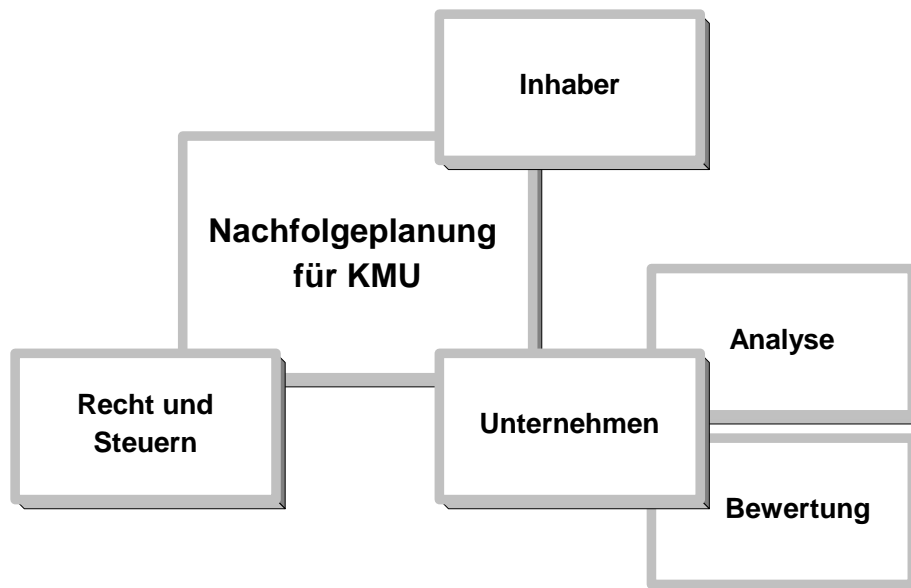 Inhaber
Nachfolgeplanung
für KMU
Analyse
Recht und
Steuern
Unternehmen
Bewertung